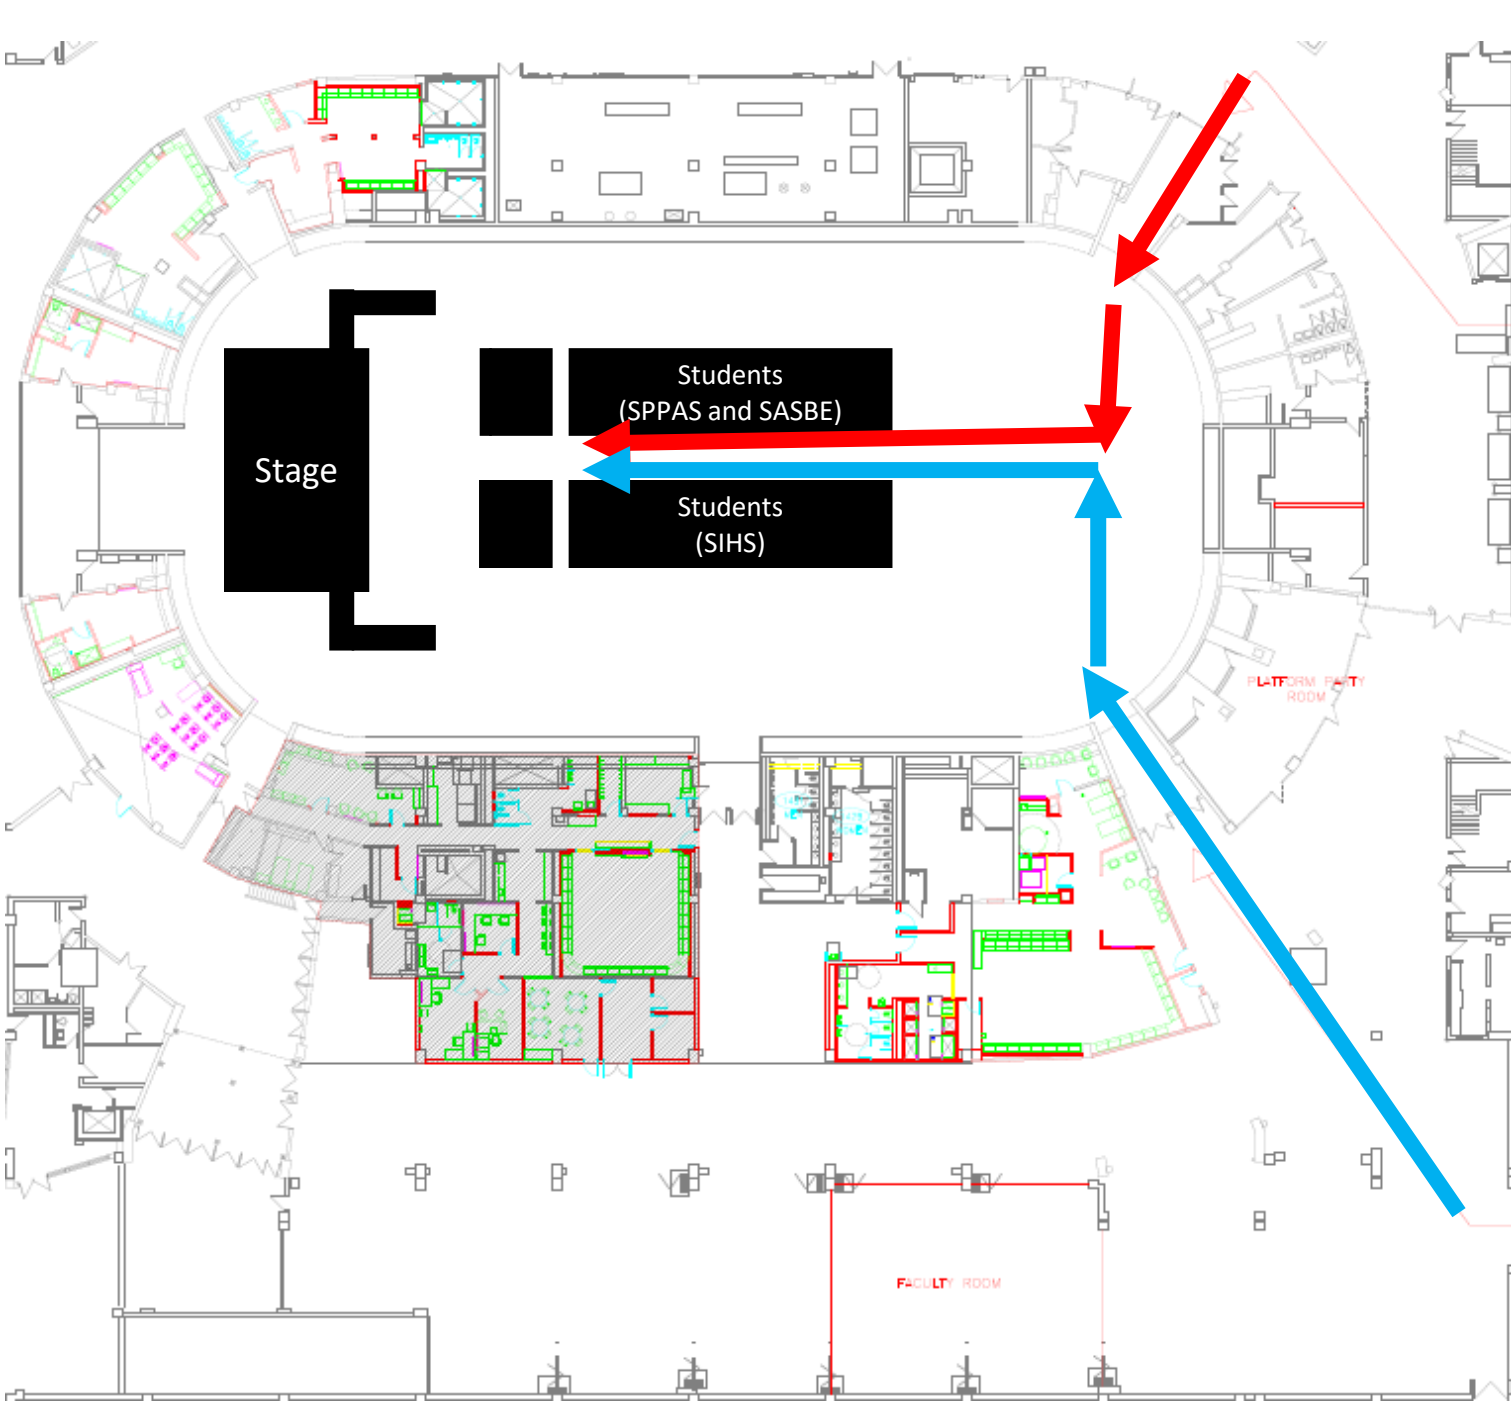 Students
(SPPAS and SASBE)
Stage
Students
(SIHS)
PLATFORM PARTY
ROOM
FACULTY ROOM